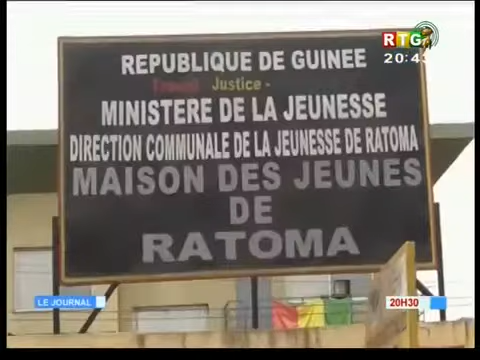 RTG
20:4
REPUBLIQUE DE GUINEE
Travail Justice -
MINISTERE DE LA JEUNESSE
DIRECTION COMMUNALE DE LA JEUNESSE DE RATOMA
MAISON DES JEUNES
DE
RATOMA
LE JOURNAL
20H30